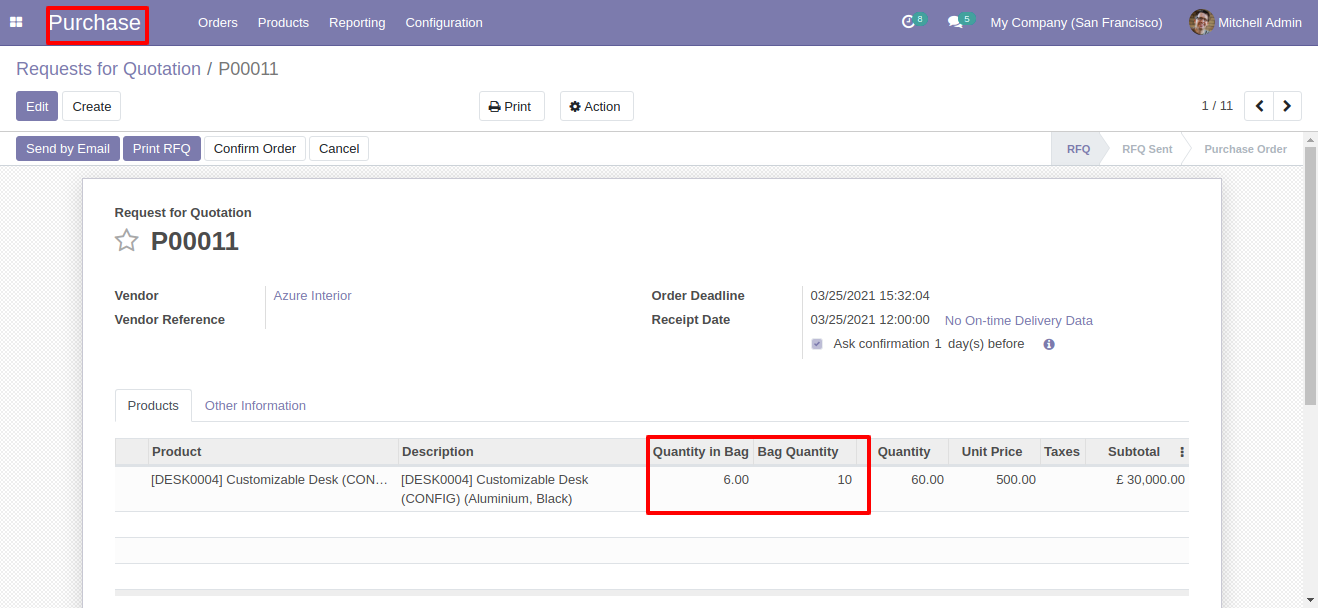 Purchase Orders Products Reporting Configuration 8 5 My Company (San Francisco) Mitchell Admin
Requests for Quotation / P00011
Edit Create Print Action 1 / 11
Send by Email Print RFQ Confirm Order Cancel RFQ RFQ Sent Purchase Order
Request for Quotation
P00011
Vendor Azure Interior Order Deadline 03/25/2021 15:32:04
Vendor Reference Receipt Date 03/25/2021 12:00:00 No On-time Delivery Data
Ask confirmation 1 day(s) before
Products Other Information
Product Description Quantity in Bag Bag Quantity Quantity Unit Price Taxes Subtotal
[DESK0004] Customizable Desk (CON... [DESK0004] Customizable Desk 6.00 10 60.00 500.00 £ 30,000.00
(CONFIG) (Aluminium, Black)